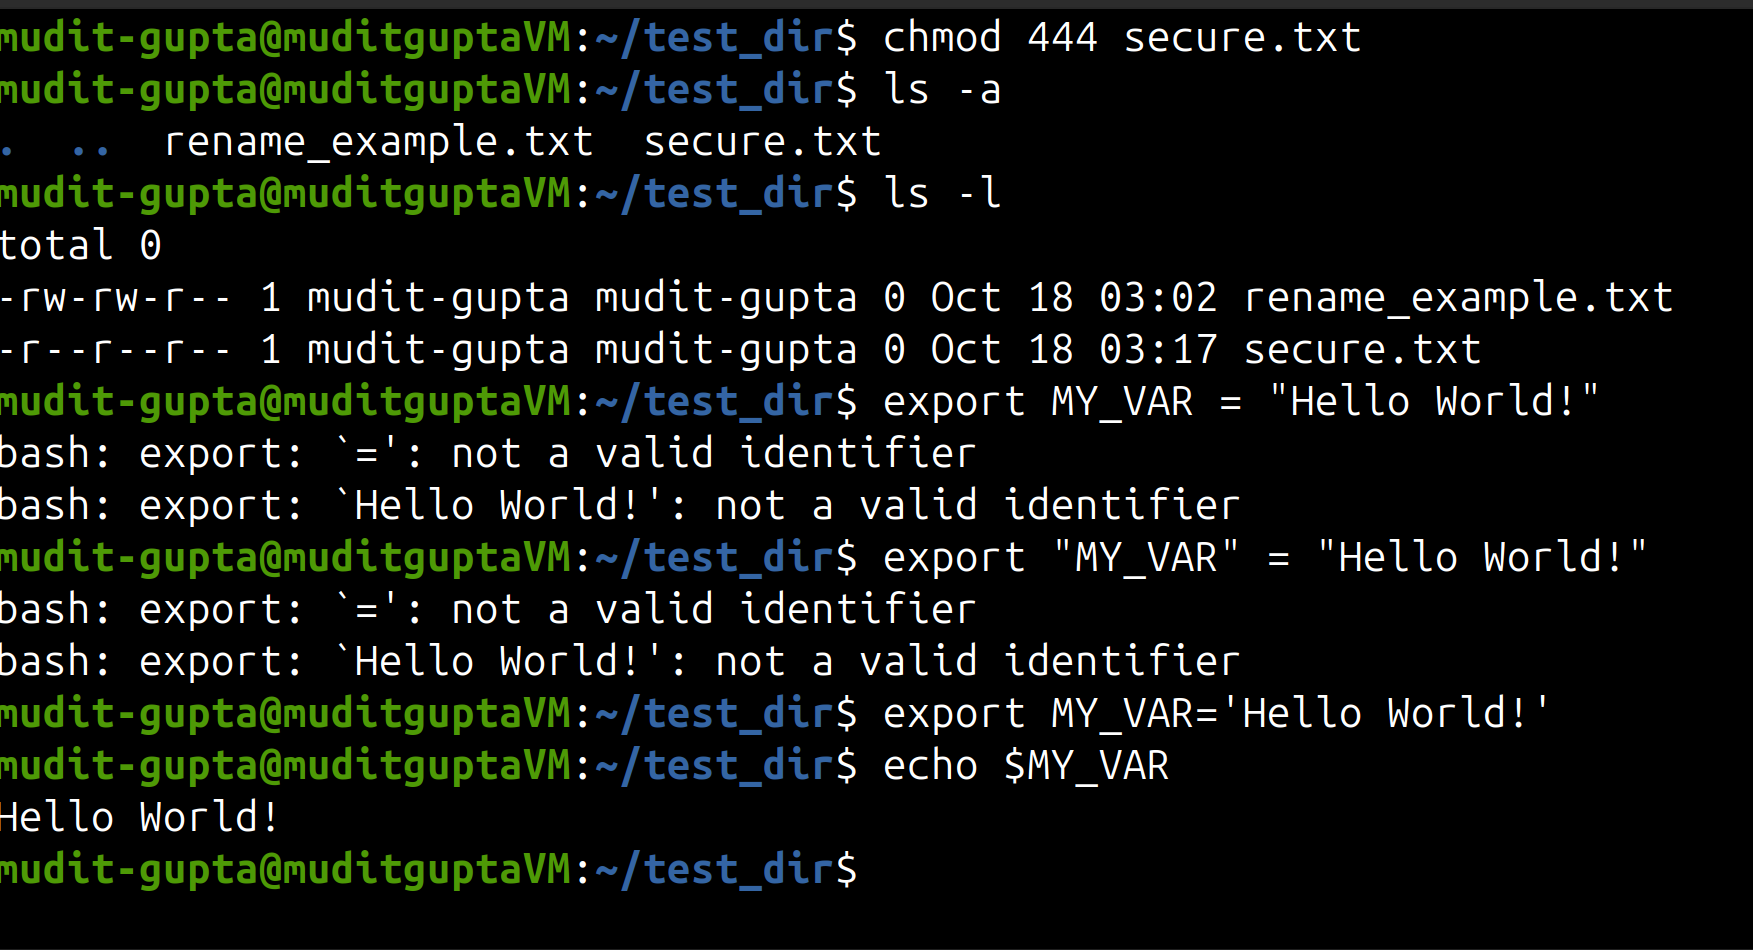 mudit-gupta@muditguptaVM:~/test_dir$ chmod 444 secure.txt
mudit-gupta@muditguptaVM:~/test_dir$ ls -a
.  ..  rename_example.txt  secure.txt
mudit-gupta@muditguptaVM:~/test_dir$ ls -l
total 0
-rw-rw-r-- 1 mudit-gupta mudit-gupta 0 Oct 18 03:02 rename_example.txt
-r--r--r-- 1 mudit-gupta mudit-gupta 0 Oct 18 03:17 secure.txt
mudit-gupta@muditguptaVM:~/test_dir$ export MY_VAR = "Hello World!"
bash: export: `=': not a valid identifier
bash: export: `Hello World!': not a valid identifier
mudit-gupta@muditguptaVM:~/test_dir$ export "MY_VAR" = "Hello World!"
bash: export: `=': not a valid identifier
bash: export: `Hello World!': not a valid identifier
mudit-gupta@muditguptaVM:~/test_dir$ export MY_VAR='Hello World!'
mudit-gupta@muditguptaVM:~/test_dir$ echo $MY_VAR
Hello World!
mudit-gupta@muditguptaVM:~/test_dir$